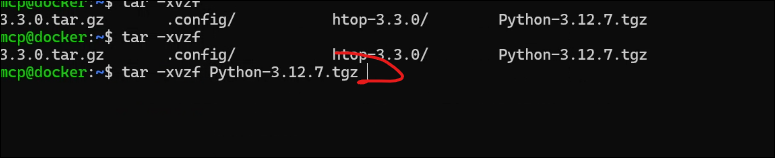 tar -xvzf
3.3.0.tar.gz .config/ htop-3.3.0/ Python-3.12.7.tgz
mcp@docker:~$ tar -xvzf
3.3.0.tar.gz .config/ htop-3.3.0/ Python-3.12.7.tgz
mcp@docker:~$ tar -xvzf Python-3.12.7.tgz